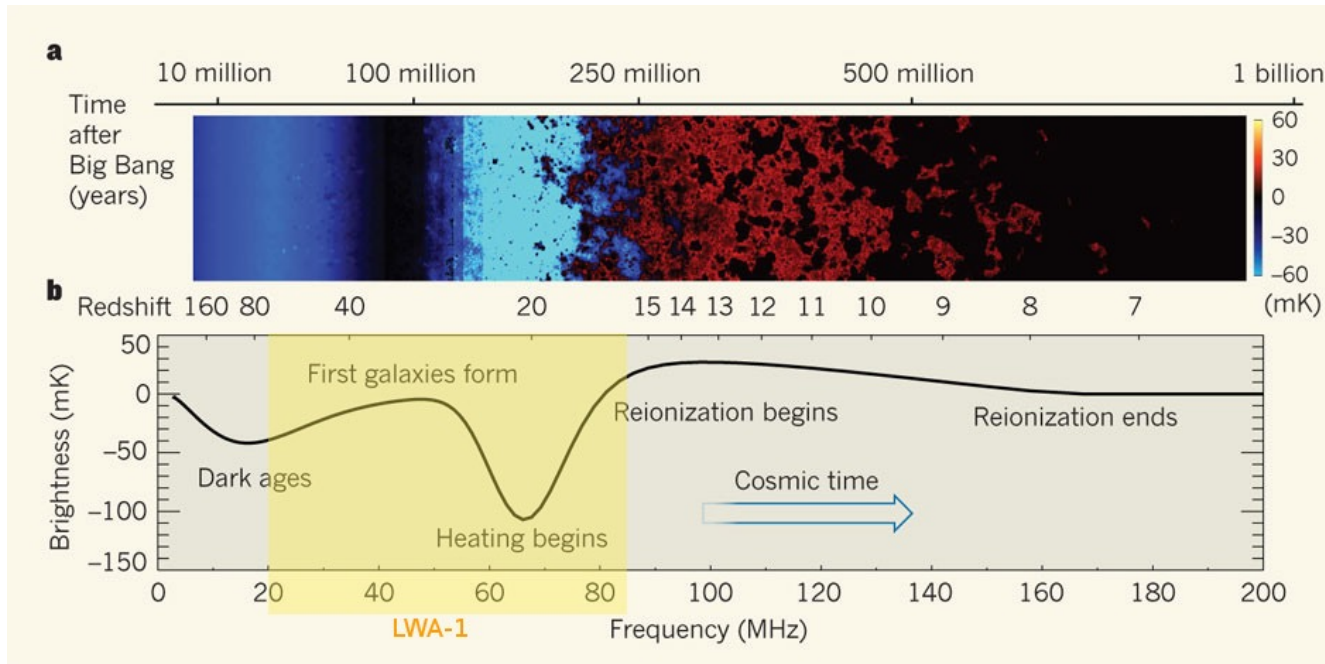 a
10 million 100 million 250 million 500 million 1 billion
Time
after
Big Bang
(years)
60
30
0
−30
−60
(mK)
b
Redshift 160 80 40 20 15 14 13 12 11 10 9 8 7
Brightness (mK)
50
0
−50
−100
−150
First galaxies form
Dark ages
Heating begins
Reionization begins
Reionization ends
Cosmic time
0 20 40 60 80 100 120 140 160 180 200
LWA-1
Frequency (MHz)